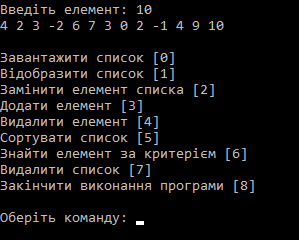 Введіть елемент: 10
4 2 3 -2 6 7 3 0 2 -1 4 9 10
Завантажити список [0]
Відобразити список [1]
Замінити елемент списка [2]
Додати елемент [3]
Видалити елемент [4]
Сортувати список [5]
Знайти елемент за критерієм [6]
Видалити список [7]
Закінчити виконання програми [8]
Оберіть команду: